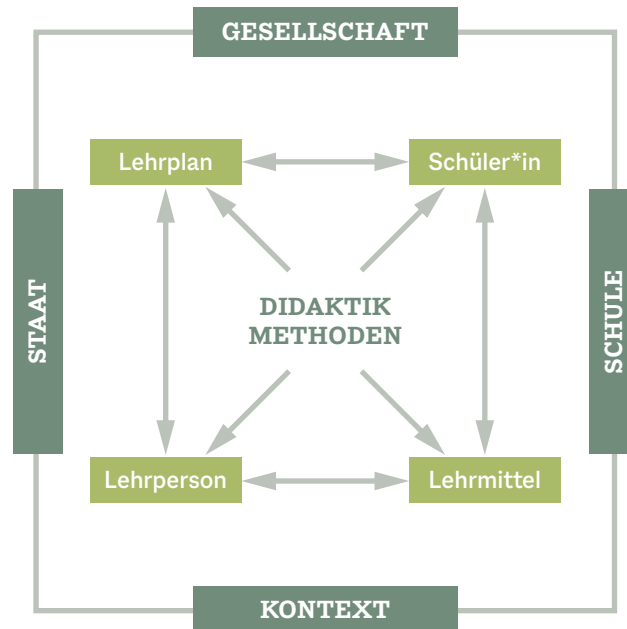 GESELLSCHAFT
Lehrplan
Schüler*in
STAAT
DIDAKTIK
METHODEN
SCHULE
Lehrperson
Lehrmittel
KONTEXT